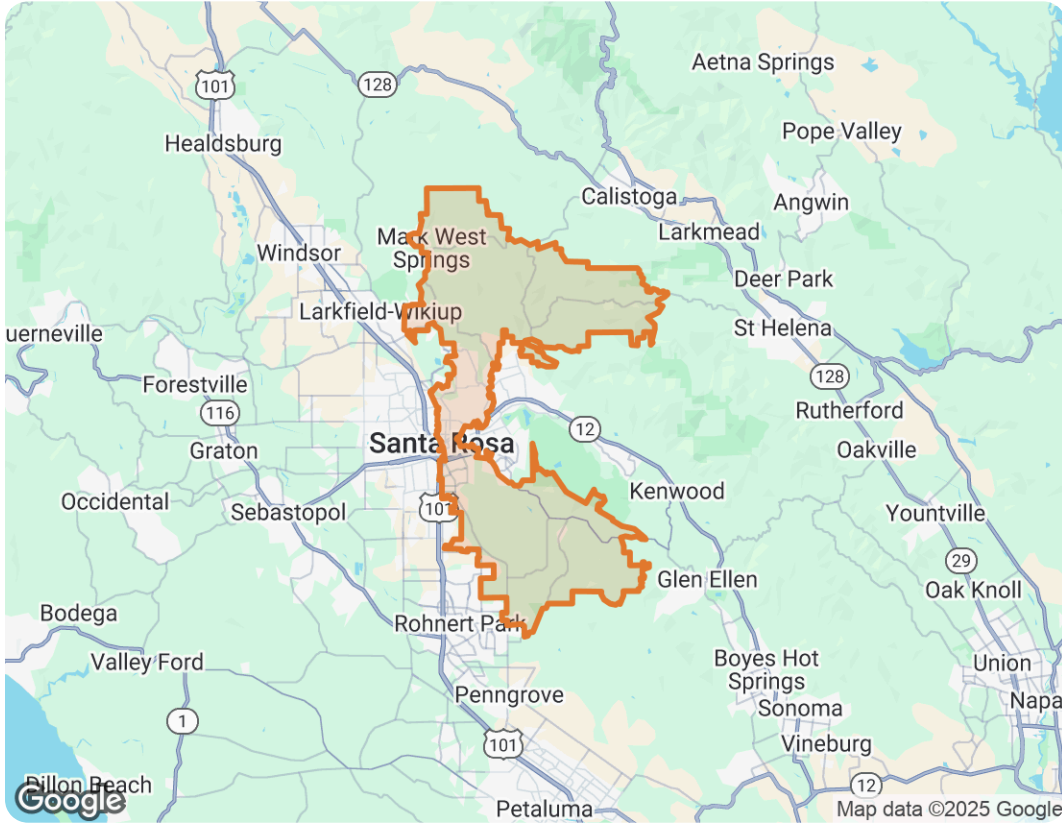 Aetna Springs
128
101
Pope Valley
Healdsburg
Calistoga
Angwin
Mark West
Springs
Larkmead
Windsor
Deer Park
Larkfield-Wikiup
St Helena
uerneville
128
Forestville
116
Rutherford
12
Santa Rosa
Oakville
Graton
Kenwood
Occidental
Sebastopol
101
Yountville
29
Glen Ellen
Oak Knoll
Bodega
Rohnert Park
Valley Ford
Boyes Hot
Springs
Union
Penngrove
Napa
Sonoma
1
101
Vineburg
Dillon Beach
12
Google
Petaluma
Map data ©2025 Google